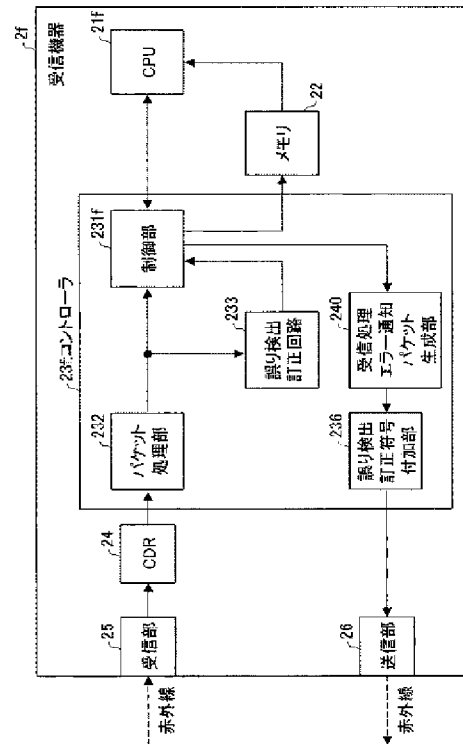 2f
受信機器
21f
CPU
22
メモリ
23f:コントローラ
231f
制御部
233
誤り検出
訂正回路
232
パケット
処理部
240
受信処理
エラー通知
パケット
生成部
236
誤り検出
訂正符号
付加部
24
CDR
25
受信部
26
送信部
赤外線
赤外線